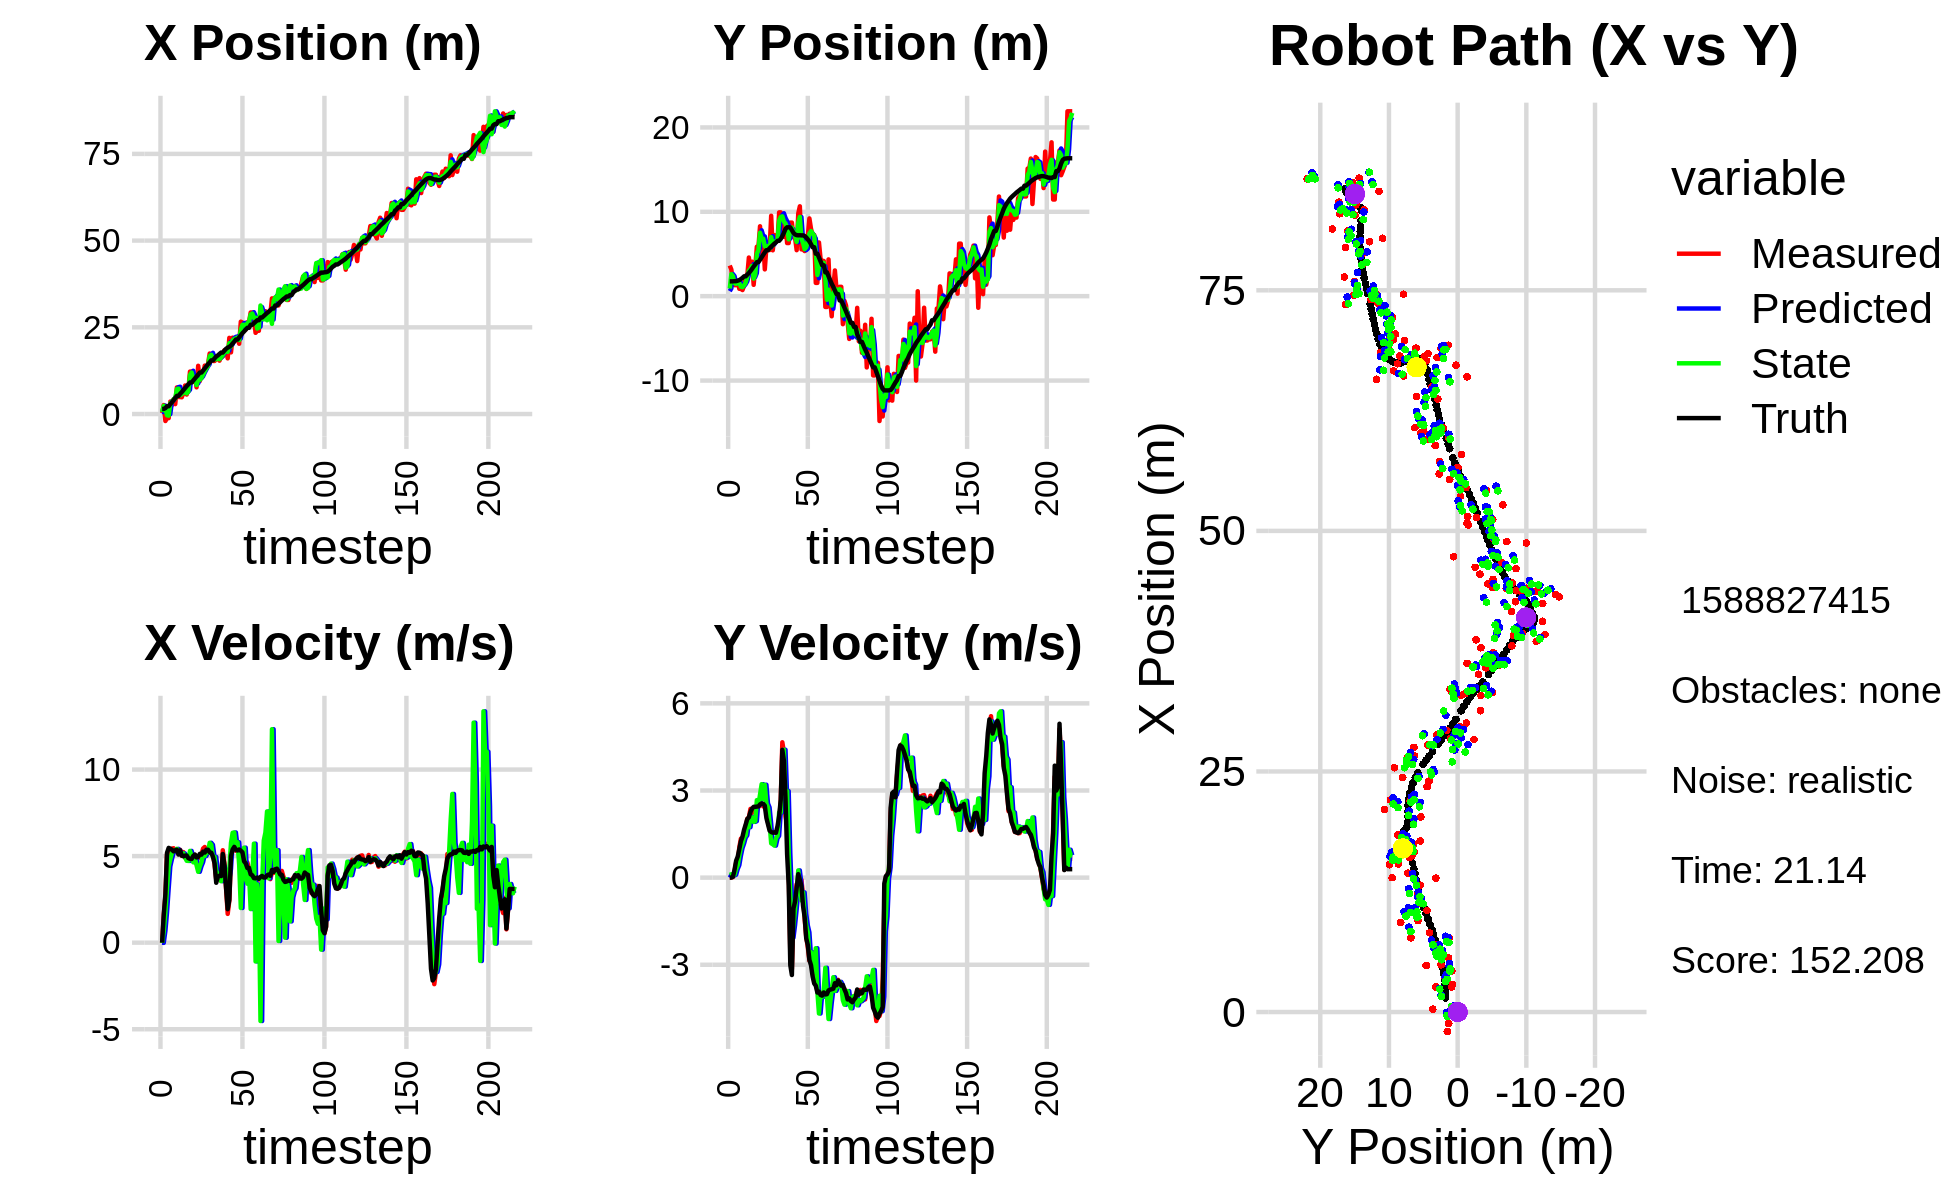 X Position (m)
75
50
25
0
0
50
100
150
200
timestep
Y Position (m)
20
10
0
-10
0
50
100
150
200
timestep
X Velocity (m/s)
10
5
0
-5
0
50
100
150
200
timestep
Y Velocity (m/s)
6
3
0
-3
0
50
100
150
200
timestep
Robot Path (X vs Y)
X Position (m)
75
50
25
0
20 10 0 -10 -20
Y Position (m)
variable
Measured
Predicted
State
Truth
1588827415
Obstacles: none
Noise: realistic
Time: 21.14
Score: 152.208